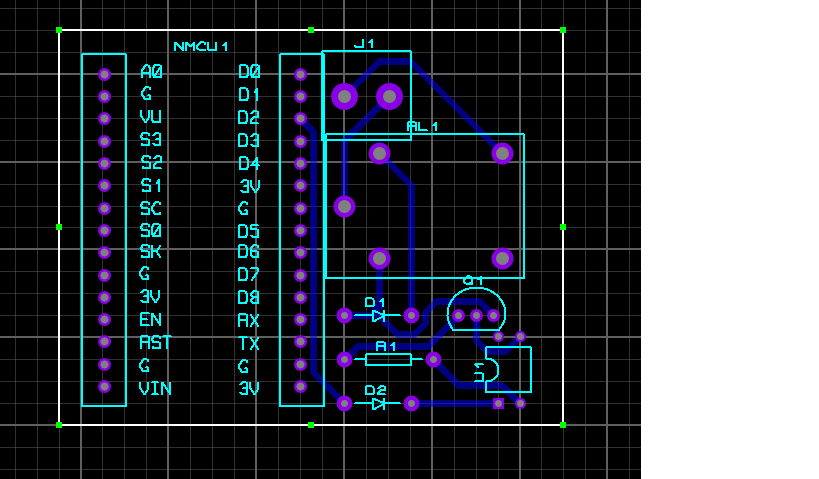 NMCU1
J1
A0 D0
G D1
VU D2
RL1
S3 D3
S2 D4
S1 3V
SC G
S0 D5
SK D6
G D7
Q1
3V D8
D1
EN RX
RST TX
R1
G G
U1
VIN 3V
D2